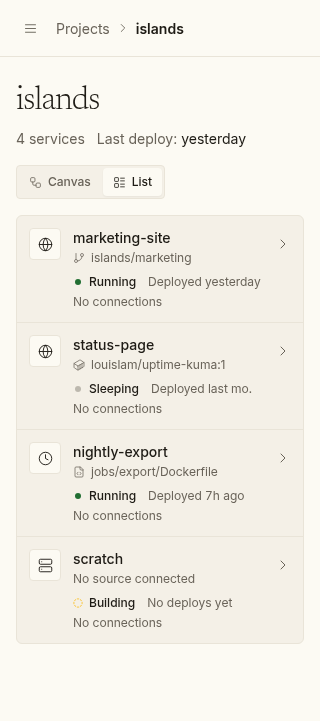 Projects > islands
islands
4 services Last deploy: yesterday
Canvas List
marketing-site
islands/marketing
Running Deployed yesterday
No connections
status-page
louislam/uptime-kuma:1
Sleeping Deployed last mo.
No connections
nightly-export
jobs/export/Dockerfile
Running Deployed 7h ago
No connections
scratch
No source connected
Building No deploys yet
No connections